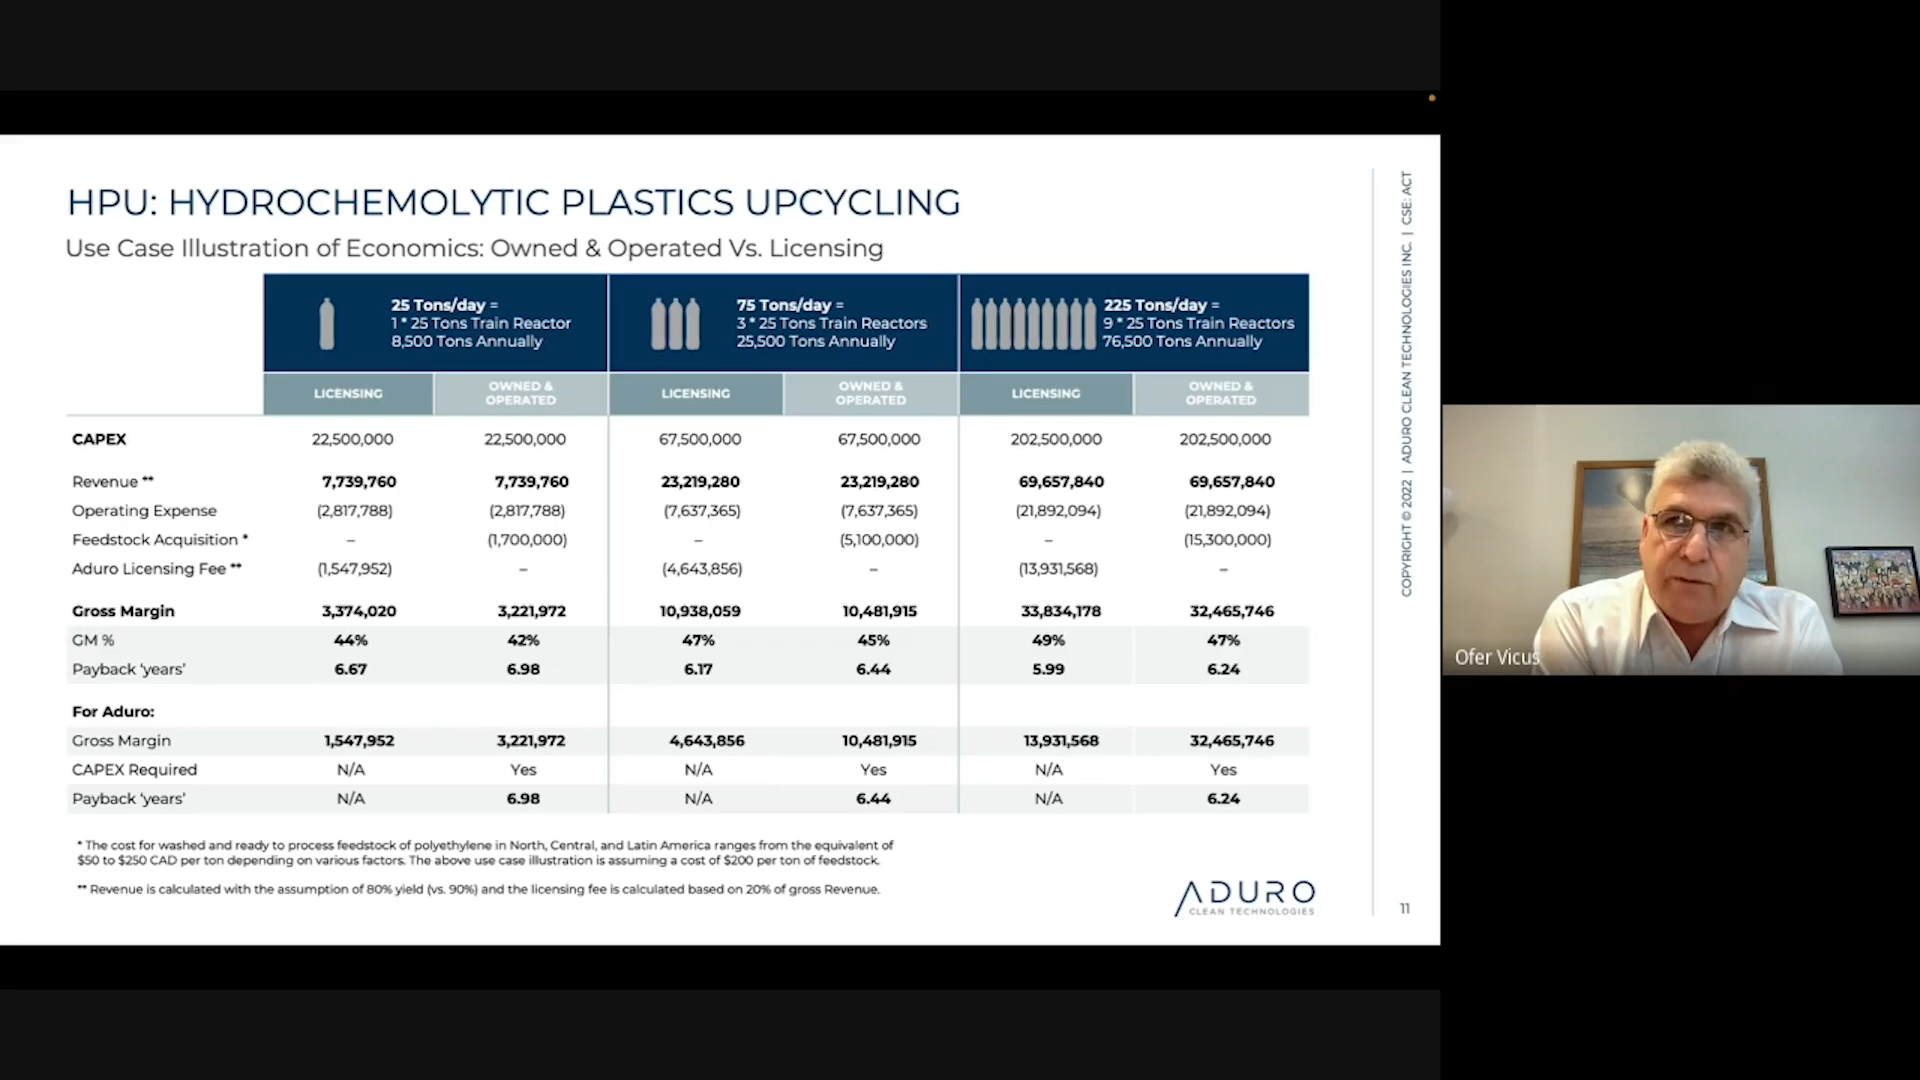 HPU: HYDROCHEMOLYTIC PLASTICS UPCYCLING
Use Case Illustration of Economics: Owned & Operated Vs. Licensing
25 Tons/day =
1 * 25 Tons Train Reactor
8,500 Tons Annually
75 Tons/day =
3 * 25 Tons Train Reactors
25,500 Tons Annually
225 Tons/day =
9 * 25 Tons Train Reactors
76,500 Tons Annually
LICENSING OWNED & OPERATED LICENSING OWNED & OPERATED LICENSING OWNED & OPERATED
CAPEX 22,500,000 22,500,000 67,500,000 67,500,000 202,500,000 202,500,000
Revenue ** 7,739,760 7,739,760 23,219,280 23,219,280 69,657,840 69,657,840
Operating Expense (2,817,788) (2,817,788) (7,637,365) (7,637,365) (21,892,094) (21,892,094)
Feedstock Acquisition * – (1,700,000) – (5,100,000) – (15,300,000)
Aduro Licensing Fee ** (1,547,952) – (4,643,856) – (13,931,568) –
Gross Margin 3,374,020 3,221,972 10,938,059 10,481,915 33,834,178 32,465,746
GM % 44% 42% 47% 45% 49% 47%
Payback ‘years’ 6.67 6.98 6.17 6.44 5.99 6.24
For Aduro:
Gross Margin 1,547,952 3,221,972 4,643,856 10,481,915 13,931,568 32,465,746
CAPEX Required N/A Yes N/A Yes N/A Yes
Payback ‘years’ N/A 6.98 N/A 6.44 N/A 6.24
* The cost for washed and ready to process feedstock of polyethylene in North, Central, and Latin America ranges from the equivalent of
$50 to $250 CAD per ton depending on various factors. The above use case illustration is assuming a cost of $200 per ton of feedstock.
** Revenue is calculated with the assumption of 80% yield (vs. 90%) and the licensing fee is calculated based on 20% of gross Revenue.
ADURO
CLEAN TECHNOLOGIES
11
COPYRIGHT © 2022 | ADURO CLEAN TECHNOLOGIES INC. | CSE: ACT
Ofer Vicus